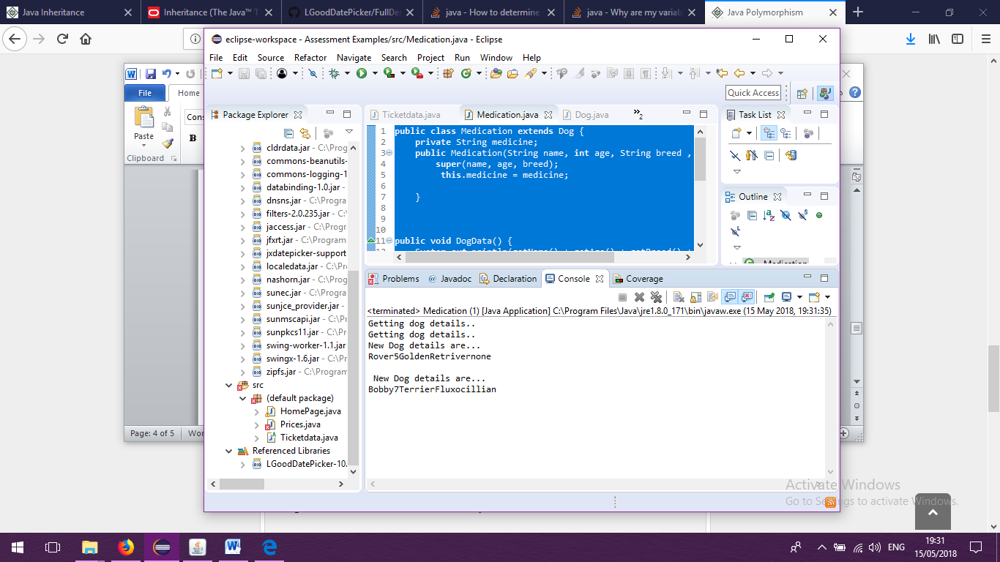 Java Inheritance
Inheritance (The Java™ T
LGoodDatePicker/FullDe
java - How to determine
java - Why are my variab
Java Polymorphism
eclipse-workspace - Assessment Examples/src/Medication.java - Eclipse
File Edit Source Refactor Navigate Search Project Run Window Help
Quick Access
File Home
Paste
Cons
B
Clipboard
Package Explorer
cldrdata.jar - C:\Prog
commons-beanutils-
commons-logging-1
databinding-1.0.jar -
dnsns.jar - C:\Progra
filters-2.0.235.jar - C:\
jaccess.jar - C:\Progr
jfxrt.jar - C:\Program
jxdatepicker-support
localedata.jar - C:\Pr
nashorn.jar - C:\Prog
sunec.jar - C:\Progra
sunjce_provider.jar -
sunmscapi.jar - C:\Pr
sunpkcs11.jar - C:\Pr
swing-worker-1.1.jar
swingx-1.6.jar - C:\Pr
zipfs.jar - C:\Program
src
(default package)
HomePage.java
Prices.java
Ticketdata.java
Referenced Libraries
LGoodDatePicker-10.
Ticketdata.java Medication.java Dog.java »2
1 public class Medication extends Dog {
2 private String medicine;
3 public Medication(String name, int age, String breed ,
4 super(name, age, breed);
5 this.medicine = medicine;
6
7 }
8
9
10
11 public void DogData() {
12 System.out.println(getName() + getAge() + getBreed() +
Task List
Outline
Medication
Problems @ Javadoc Declaration Console Coverage
<terminated> Medication (1) [Java Application] C:\Program Files\Java\jre1.8.0_171\bin\javaw.exe (15 May 2018, 19:31:35)
Getting dog details..
Getting dog details..
New Dog details are...
Rover5GoldenRetrivernone
New Dog details are...
Bobby7TerrierFluxocillian
Page: 4 of 5 Wor
Activate Windows
Go to Settings to activate Windows.
ENG
19:31
15/05/2018